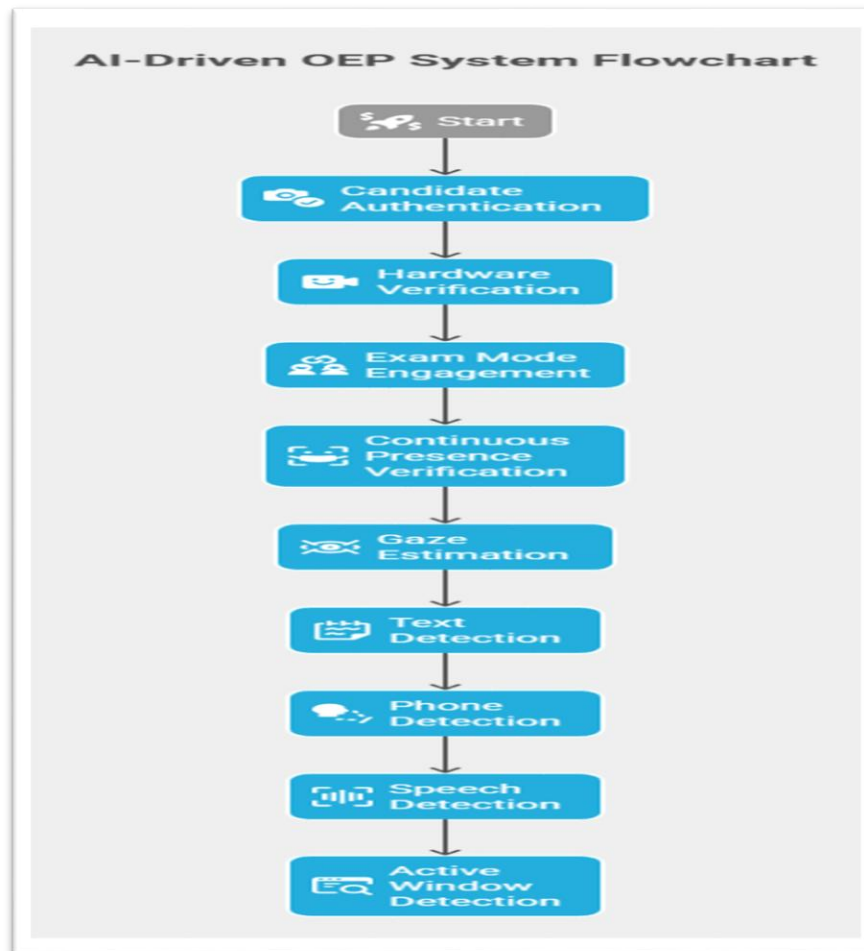 AI-Driven OEP System Flowchart
Start
Candidate
Authentication
Hardware
Verification
Exam Mode
Engagement
Continuous
Presence
Verification
Gaze
Estimation
Text
Detection
Phone
Detection
Speech
Detection
Active
Window
Detection